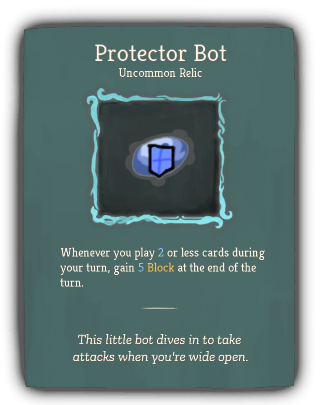 Protector Bot
Uncommon Relic
Whenever you play 2 or less cards during
your turn, gain 5 Block at the end of the
turn.
This little bot dives in to take
attacks when you're wide open.